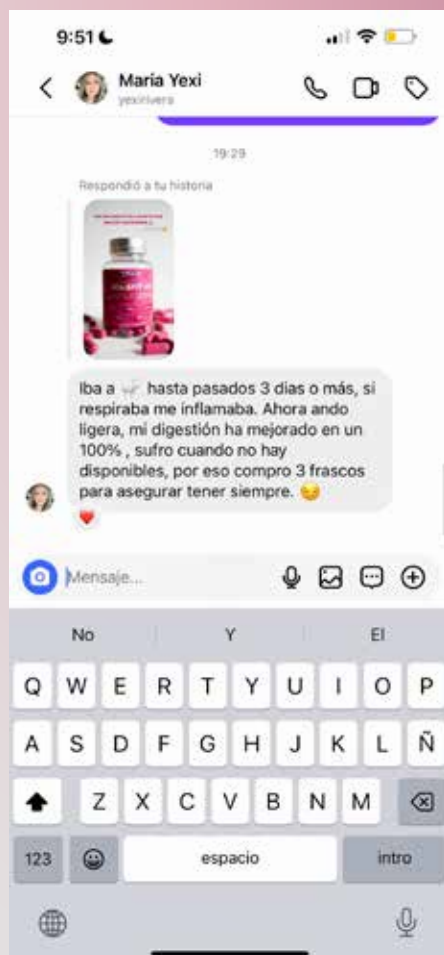 9:51
Maria Yexi
yexirivera
19:29
Respondió a tu historia
Iba a 🚽 hasta pasados 3 dias o más, si
respiraba me inflamaba. Ahora ando
ligera, mi digestión ha mejorado en un
100% , sufro cuando no hay
disponibles, por eso compro 3 frascos
para asegurar tener siempre. 😏
Mensaje...
No Y El
Q W E R T Y U I O P
A S D F G H J K L Ñ
Z X C V B N M
123 espacio intro